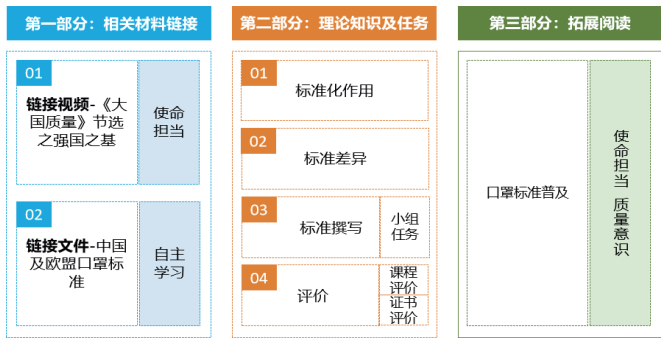 第一部分：相关材料链接
01
链接视频-《大
国质量》节选
之强国之基
使命
担当
02
链接文件-中国
及欧盟口罩标
准
自主
学习
第二部分：理论知识及任务
01
标准化作用
02
标准差异
03
标准撰写
小组
任务
04
评价
课程
评价
证书
评价
第三部分：拓展阅读
口罩标准普及
使命担当 质量意识